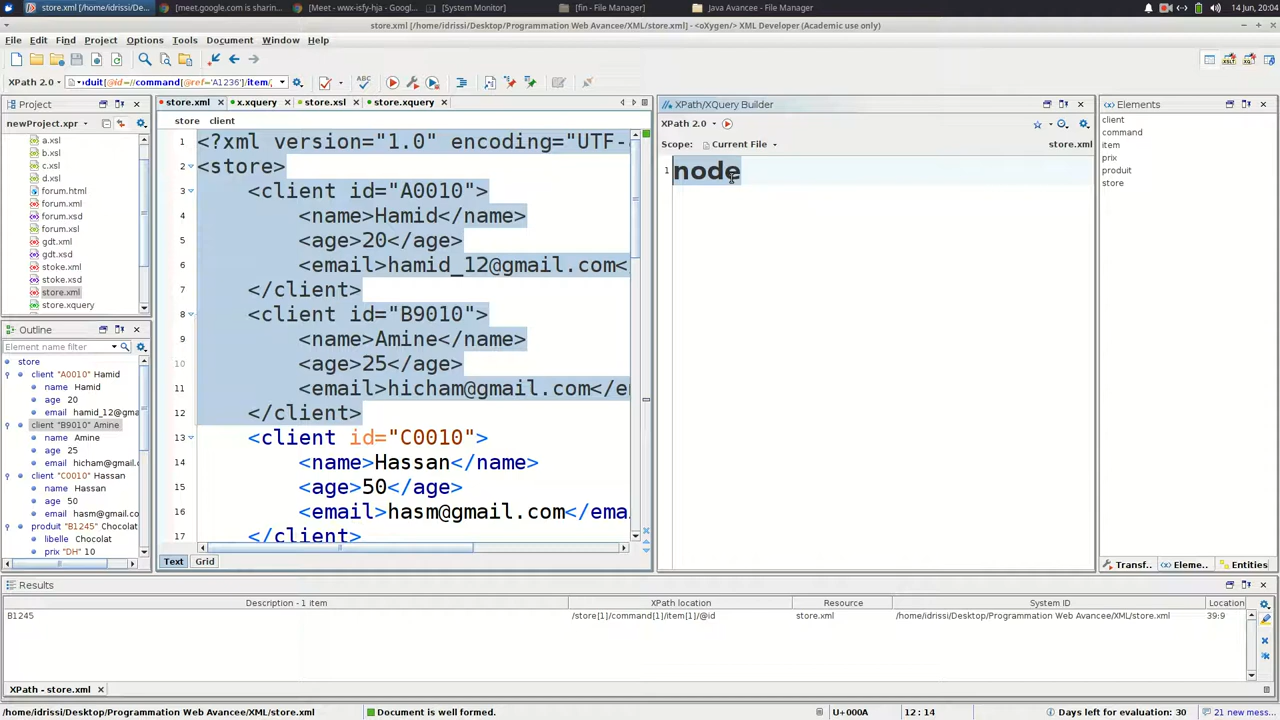 store.xml [/home/idrissi/De...
[meet.google.com is sharin...
[Meet - wwx-isfy-hja - Googl...
[System Monitor]
[fin - File Manager]
Java Avancee - File Manager
14 Jun, 20:04
store.xml [/home/idrissi/Desktop/Programmation Web Avancee/XML/store.xml] - <oXygen/> XML Developer (Academic use only)
File Edit Find Project Options Tools Document Window Help
XPath 2.0 duit[@id=//command[@ref='A1236']/item/,
Project
newProject.xpr
a.xsl
b.xsl
c.xsl
d.xsl
forum.html
forum.xml
forum.xsd
forum.xsl
gdt.xml
gdt.xsd
stoke.xml
stoke.xsd
store.xml
store.xquery
Outline
Element name filter
store
client "A0010" Hamid
name Hamid
age 20
email hamid_12@gma
client "B9010" Amine
name Amine
age 25
email hicham@gmail.c
client "C0010" Hassan
name Hassan
age 50
email hasm@gmail.con
produit "B1245" Chocolat
libelle Chocolat
prix "DH" 10
store.xml x.xquery store.xsl store.xquery
store client
1 <?xml version="1.0" encoding="UTF-
2 <store>
3 <client id="A0010">
4 <name>Hamid</name>
5 <age>20</age>
6 <email>hamid_12@gmail.com<
7 </client>
8 <client id="B9010">
9 <name>Amine</name>
10 <age>25</age>
11 <email>hicham@gmail.com</e
12 </client>
13 <client id="C0010">
14 <name>Hassan</name>
15 <age>50</age>
16 <email>hasm@gmail.com</ema
17 </client>
Text Grid
XPath/XQuery Builder
XPath 2.0
Scope: Current File store.xml
1 node
Elements
client
command
item
prix
produit
store
Transf... Eleme... Entities
Results
Description - 1 item XPath location Resource System ID Location
B1245 /store[1]/command[1]/item[1]/@id store.xml /home/idrissi/Desktop/Programmation Web Avancee/XML/store.xml 39:9
XPath - store.xml
/home/idrissi/Desktop/Programmation Web Avancee/XML/store.xml Document is well formed. U+000A 12 : 14 Days left for evaluation: 30 21 new mess...